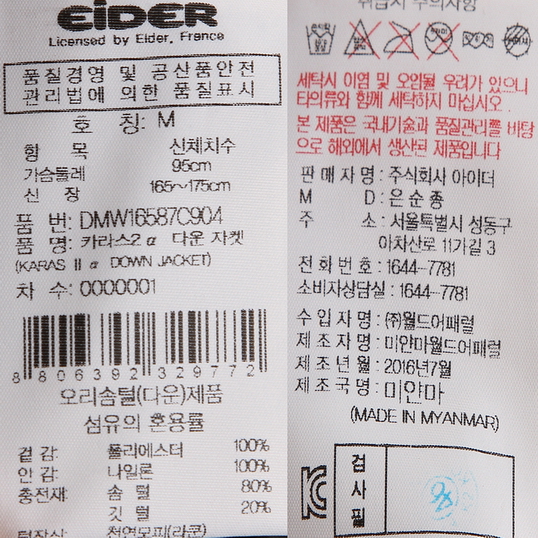 EIDER
Licensed by Eider, France
품질경영 및 공산품안전
관리법에 의한 품질표시
호 칭: M
항 목 신체치수
가슴둘레 95cm
신 장 165~175cm
품 번: DMW16587C904
품 명: 카라스2 α 다운 자켓
(KARAS II α DOWN JACKET)
차 수: 0000001
8 806392 329772
오리솜털(다운)제품
섬유의 혼용률
겉 감: 폴리에스터 100%
안 감: 나일론 100%
충전재: 솜 털 80%
깃 털 20%
털장식: 천연모피(라쿤)
취급시 주의사항
세탁시 이염 및 오염될 우려가 있으니
타의류와 함께 세탁하지 마십시오.
본 제품은 국내기술과 품질관리를 바탕
으로 해외에서 생산된 제품입니다
판 매 자 명 : 주식회사 아이더
M D : 은 순 종
주 소 : 서울특별시 성동구
아차산로 11가길 3
전 화 번 호 : 1644-7781
소비자상담실 : 1644-7781
수 입 자 명 : ㈜월드어패럴
제 조 자 명 : 미얀마월드어패럴
제 조 년 월 : 2016년7월
제 조 국 명 : 미얀마
(MADE IN MYANMAR)
검
사
필